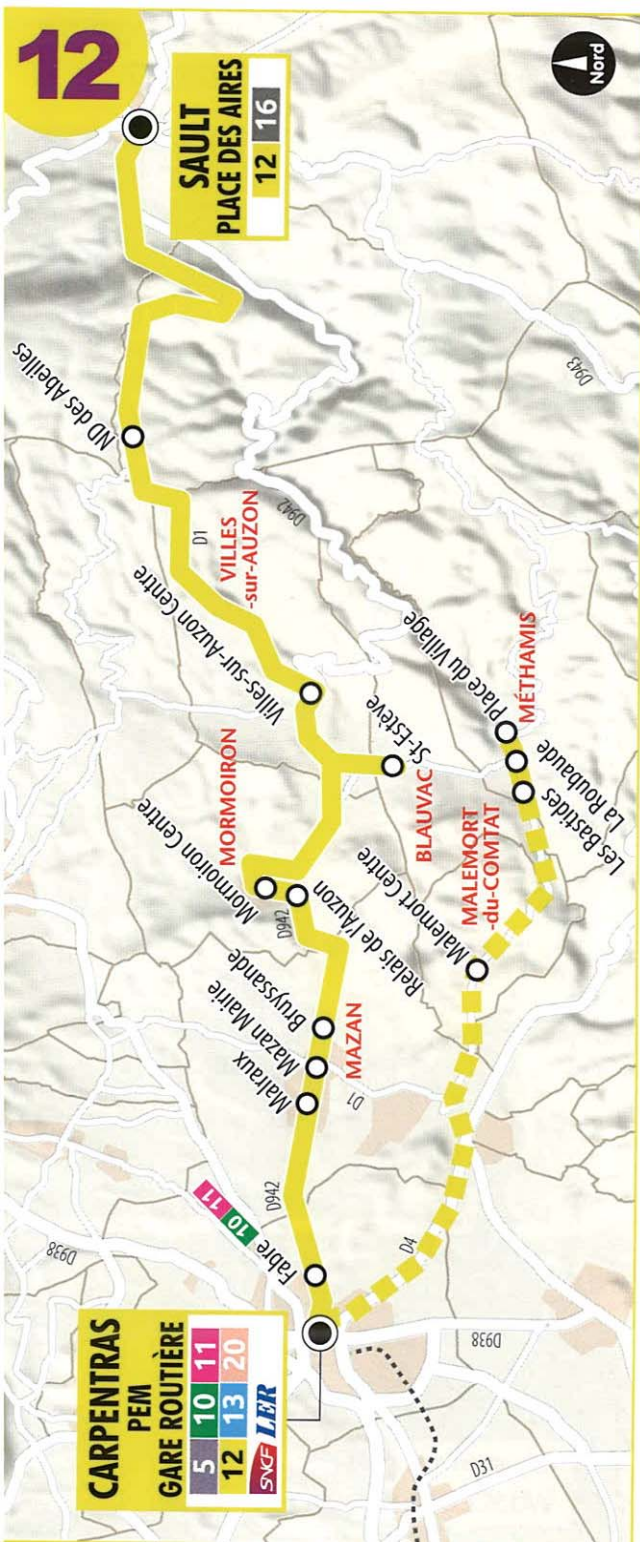 12
Nord
SAULT
PLACE DES AIRES
12 16
ND des Abeilles
D1
VILLES
-sur-AUZON
Villes-sur-Auzon Centre
D942
D943
St-Estève
BLAUVAC
MORMOIRON
Mormoiron Centre
D942
Relais de l'Auzon
Place du Village
MÉTHAMIS
La Roubaude
Les Bastides
MALEMORT
-du-COMTAT
Malemort Centre
Bruyssande
Mazan Mairie
Malraux
MAZAN
D1
D942
Fabre
10 11
D938
D4
CARPENTRAS
PEM
GARE ROUTIÈRE
5 10 11
12 13 20
SNCF LER
D938
D31